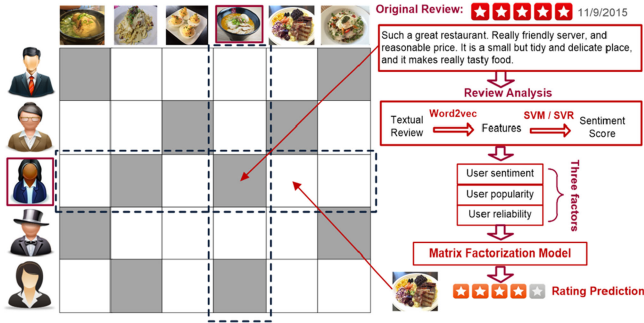 Original Review: 11/9/2015
Such a great restaurant. Really friendly server, and
reasonable price. It is a small but tidy and delicate place,
and it makes really tasty food.
Review Analysis
Textual
Review
Word2vec
Features
SVM / SVR
Sentiment
Score
User sentiment
User popularity
User reliability
Three factors
Matrix Factorization Model
Rating Prediction